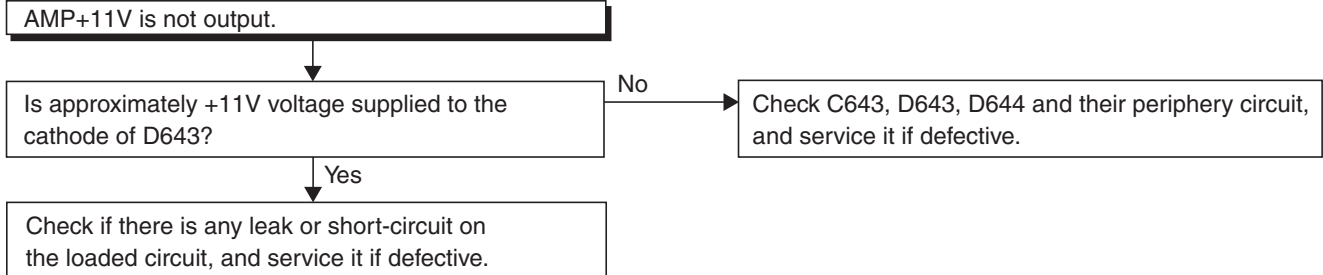 AMP+11V is not output.
Is approximately +11V voltage supplied to the
cathode of D643?
No
Check C643, D643, D644 and their periphery circuit,
and service it if defective.
Yes
Check if there is any leak or short-circuit on
the loaded circuit, and service it if defective.